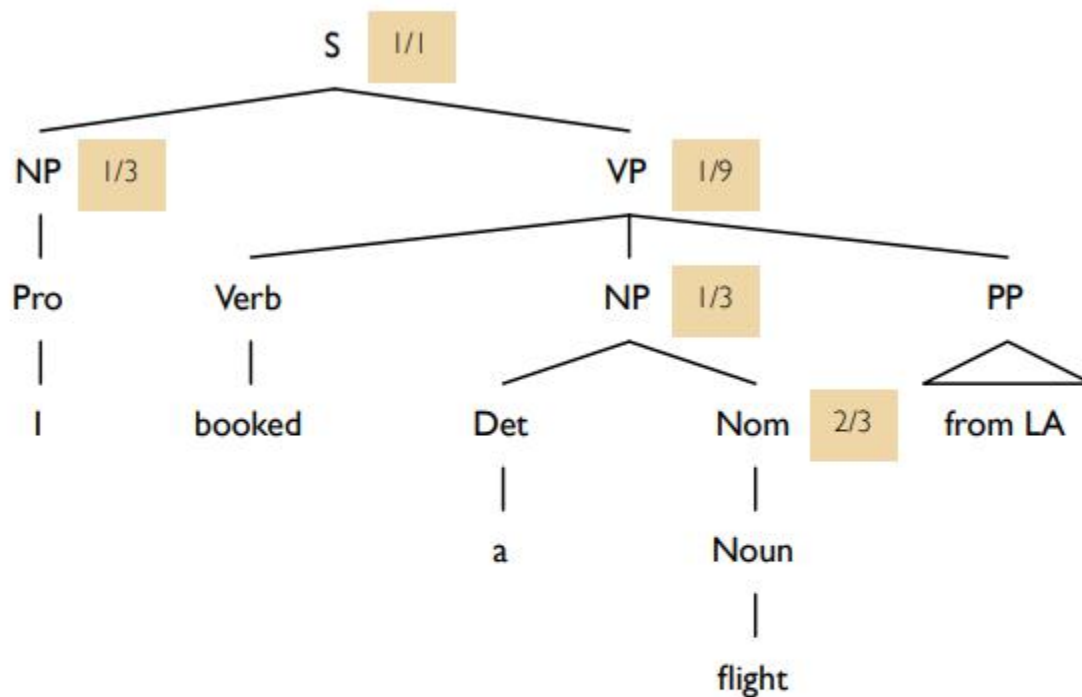 S 1/1
NP 1/3 VP 1/9
Pro Verb NP 1/3 PP
I booked Det Nom 2/3 from LA
a Noun
flight